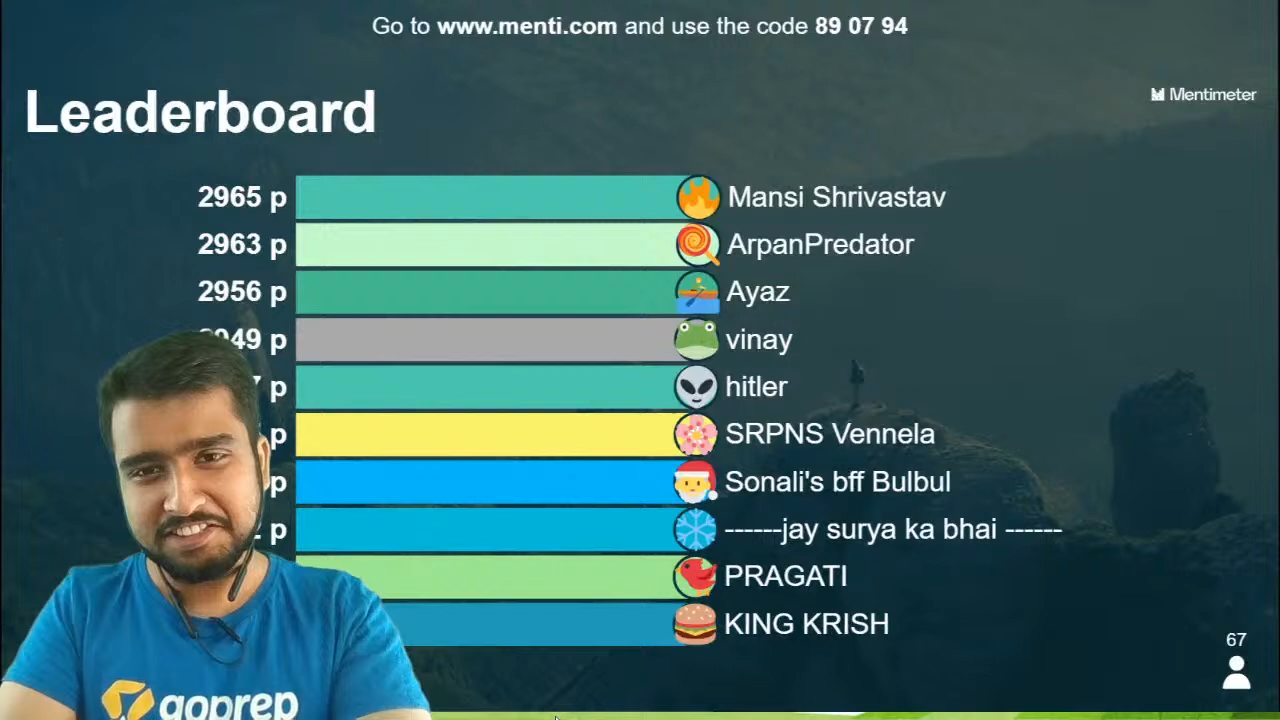 Go to www.menti.com and use the code 89 07 94
Leaderboard
Mentimeter
2965 p Mansi Shrivastav
2963 p ArpanPredator
2956 p Ayaz
p vinay
p hitler
p SRPNS Vennela
p Sonali's bff Bulbul
p ------jay surya ka bhai ------
PRAGATI
KING KRISH
67
goprep